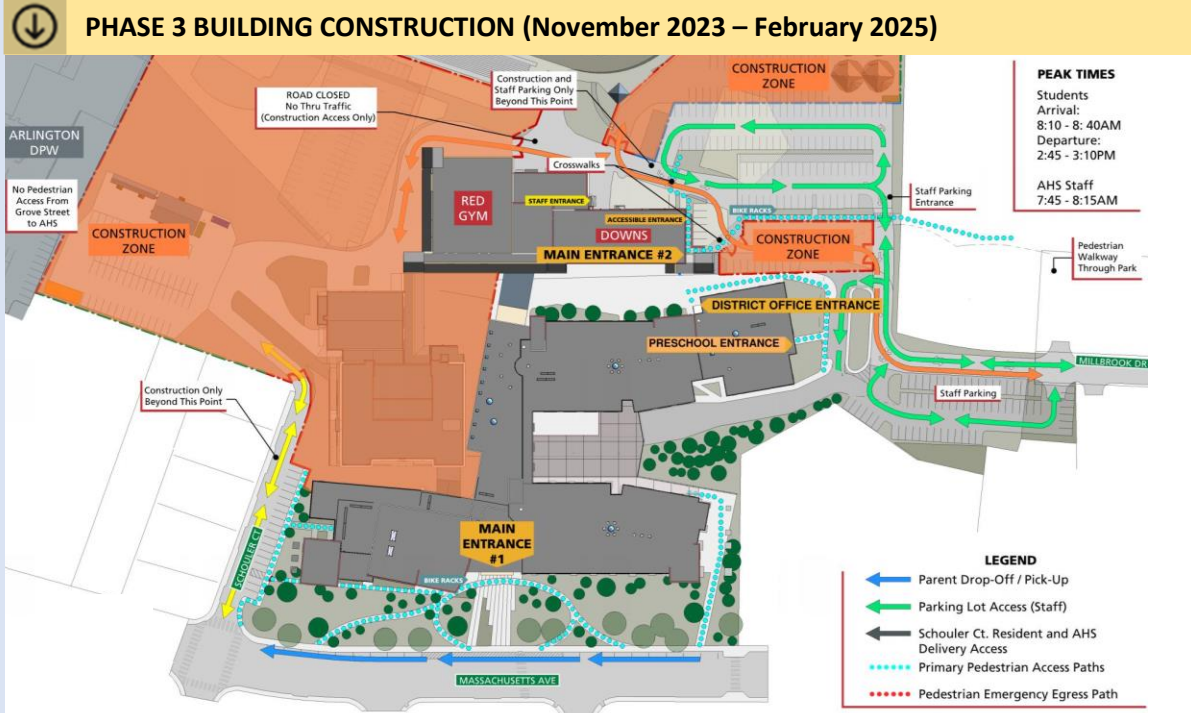 PHASE 3 BUILDING CONSTRUCTION (November 2023 – February 2025)
Construction and
Staff Parking Only
Beyond This Point
CONSTRUCTION
ZONE
PEAK TIMES
Students
Arrival:
8:10 - 8: 40AM
Departure:
2:45 - 3:10PM
AHS Staff
7:45 - 8:15AM
ROAD CLOSED
No Thru Traffic
(Construction Access Only)
ARLINGTON
DPW
Crosswalks
No Pedestrian
Access From
Grove Street
to AHS
RED
GYM
STAFF ENTRANCE
Staff Parking
Entrance
BIKE RACKS
ACCESSIBLE ENTRANCE
DOWNS
CONSTRUCTION
ZONE
CONSTRUCTION
ZONE
MAIN ENTRANCE #2
Pedestrian
Walkway
Through Park
DISTRICT OFFICE ENTRANCE
PRESCHOOL ENTRANCE
MILLBROOK DR
Construction Only
Beyond This Point
Staff Parking
MAIN
ENTRANCE
#1
SCHOULER CT
BIKE RACKS
MASSACHUSETTS AVE
LEGEND
Parent Drop-Off / Pick-Up
Parking Lot Access (Staff)
Schouler Ct. Resident and AHS
Delivery Access
Primary Pedestrian Access Paths
Pedestrian Emergency Egress Path